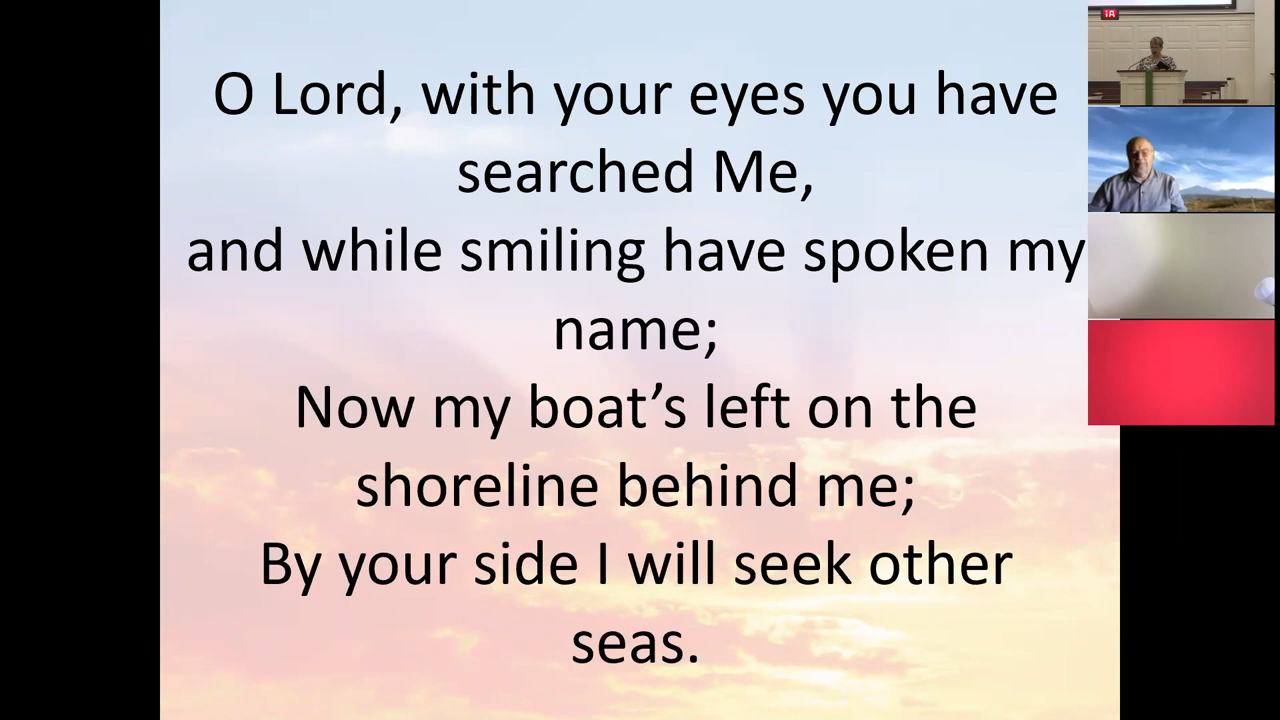 O Lord, with your eyes you have
searched Me,
and while smiling have spoken my
name;
Now my boat’s left on the
shoreline behind me;
By your side I will seek other
seas.